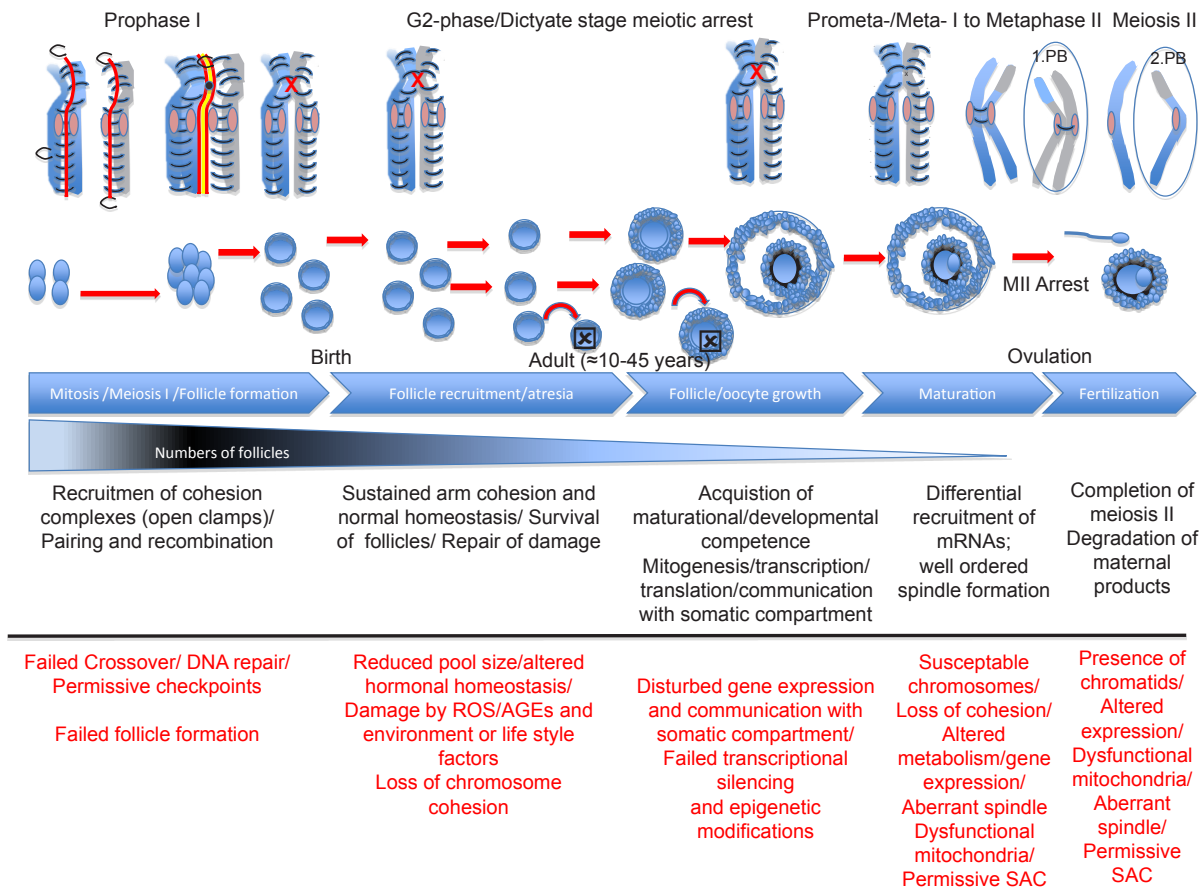 Prophase I
G2-phase/Dictyate stage meiotic arrest
Prometa-/Meta- I to Metaphase II
Meiosis II
1.PB
2.PB
X
X
X
x
x
MII Arrest
Birth
Adult (≈10-45 years)
Ovulation
Mitosis /Meiosis I /Follicle formation
Follicle recruitment/atresia
Follicle/oocyte growth
Maturation
Fertilization
Numbers of follicles
Recruitmen of cohesion
complexes (open clamps)/
Pairing and recombination
Sustained arm cohesion and
normal homeostasis/ Survival
of follicles/ Repair of damage
Acquistion of
maturational/developmental
competence
Mitogenesis/transcription/
translation/communication
with somatic compartment
Differential
recruitment of
mRNAs;
well ordered
spindle formation
Completion of
meiosis II
Degradation of
maternal
products
Failed Crossover/ DNA repair/
Permissive checkpoints
Failed follicle formation
Reduced pool size/altered
hormonal homeostasis/
Damage by ROS/AGEs and
environment or life style
factors
Loss of chromosome
cohesion
Disturbed gene expression
and communication with
somatic compartment/
Failed transcriptional
silencing
and epigenetic
modifications
Susceptable
chromosomes/
Loss of cohesion/
Altered
metabolism/gene
expression/
Aberrant spindle
Dysfunctional
mitochondria/
Permissive SAC
Presence of
chromatids/
Altered
expression/
Dysfunctional
mitochondria/
Aberrant
spindle/
Permissive
SAC